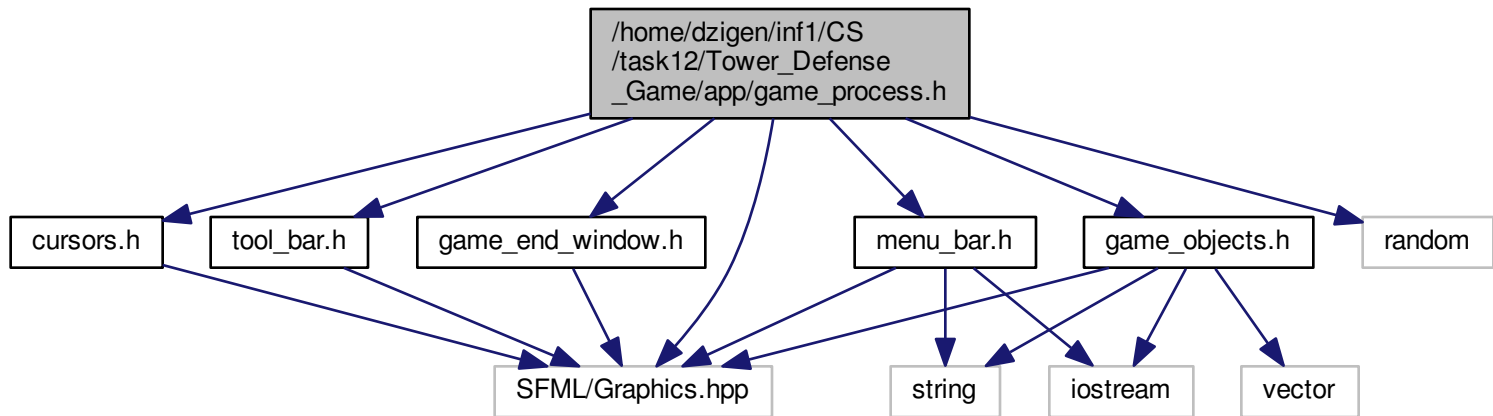 /home/dzigen/inf1/CS
/task12/Tower_Defense
_Game/app/game_process.h
cursors.h
tool_bar.h
game_end_window.h
menu_bar.h
game_objects.h
random
SFML/Graphics.hpp
string
iostream
vector